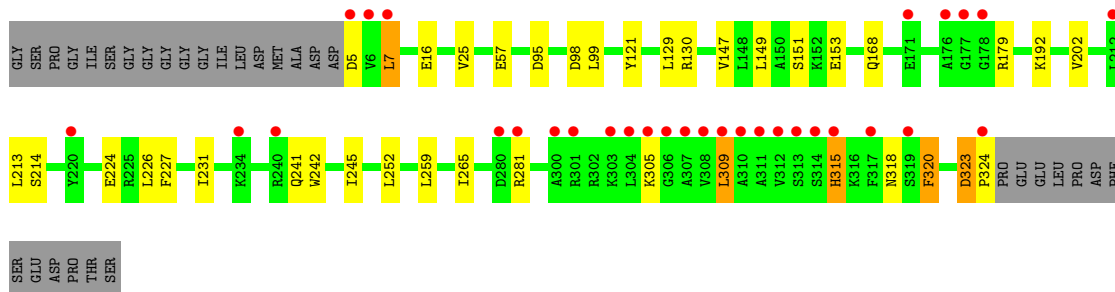 GLY SER PRO GLY ILE SER GLY GLY GLY GLY GLY ILE LEU ASP MET ALA ASP ASP D5 V6 L7 E16 V25 E57 D95 D98 L99 Y121 L129 R130 V147 L148 L149 A150 S151 K152 E153 Q168 E171 A176 G177 G178 R179 K192 V202 L212
L213 S214 Y220 E224 R225 L226 F227 I231 K234 R240 Q241 W242 I245 L252 L259 I265 D280 R281 A300 R301 R302 K303 L304 K305 G306 A307 V308 L309 A310 A311 V312 S313 S314 H315 K316 F317 N318 S319 F320 D323 P324 PRO GLU GLU LEU PRO ASP PHE
SER GLU ASP PRO THR SER